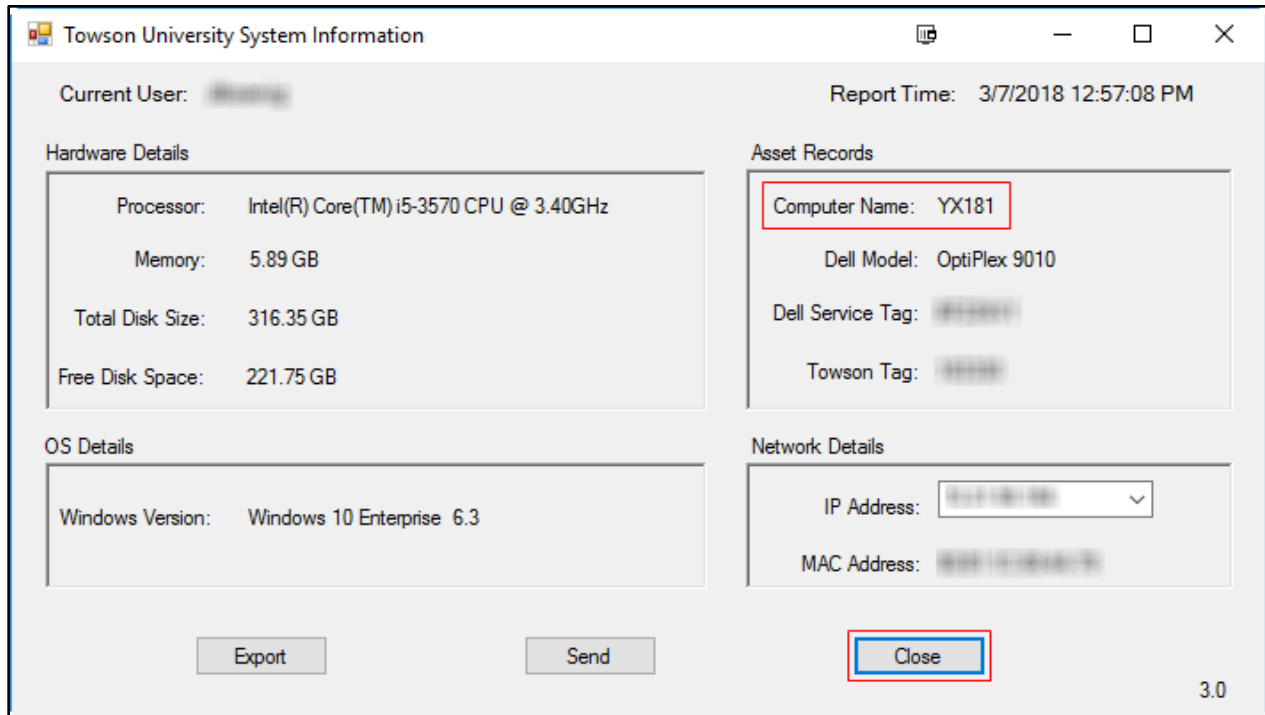 Towson University System Information
Current User:
Report Time: 3/7/2018 12:57:08 PM
Hardware Details
Processor: Intel(R) Core(TM) i5-3570 CPU @ 3.40GHz
Memory: 5.89 GB
Total Disk Size: 316.35 GB
Free Disk Space: 221.75 GB
Asset Records
Computer Name: YX181
Dell Model: OptiPlex 9010
Dell Service Tag:
Towson Tag:
OS Details
Windows Version: Windows 10 Enterprise 6.3
Network Details
IP Address:
MAC Address:
Export
Send
Close
3.0